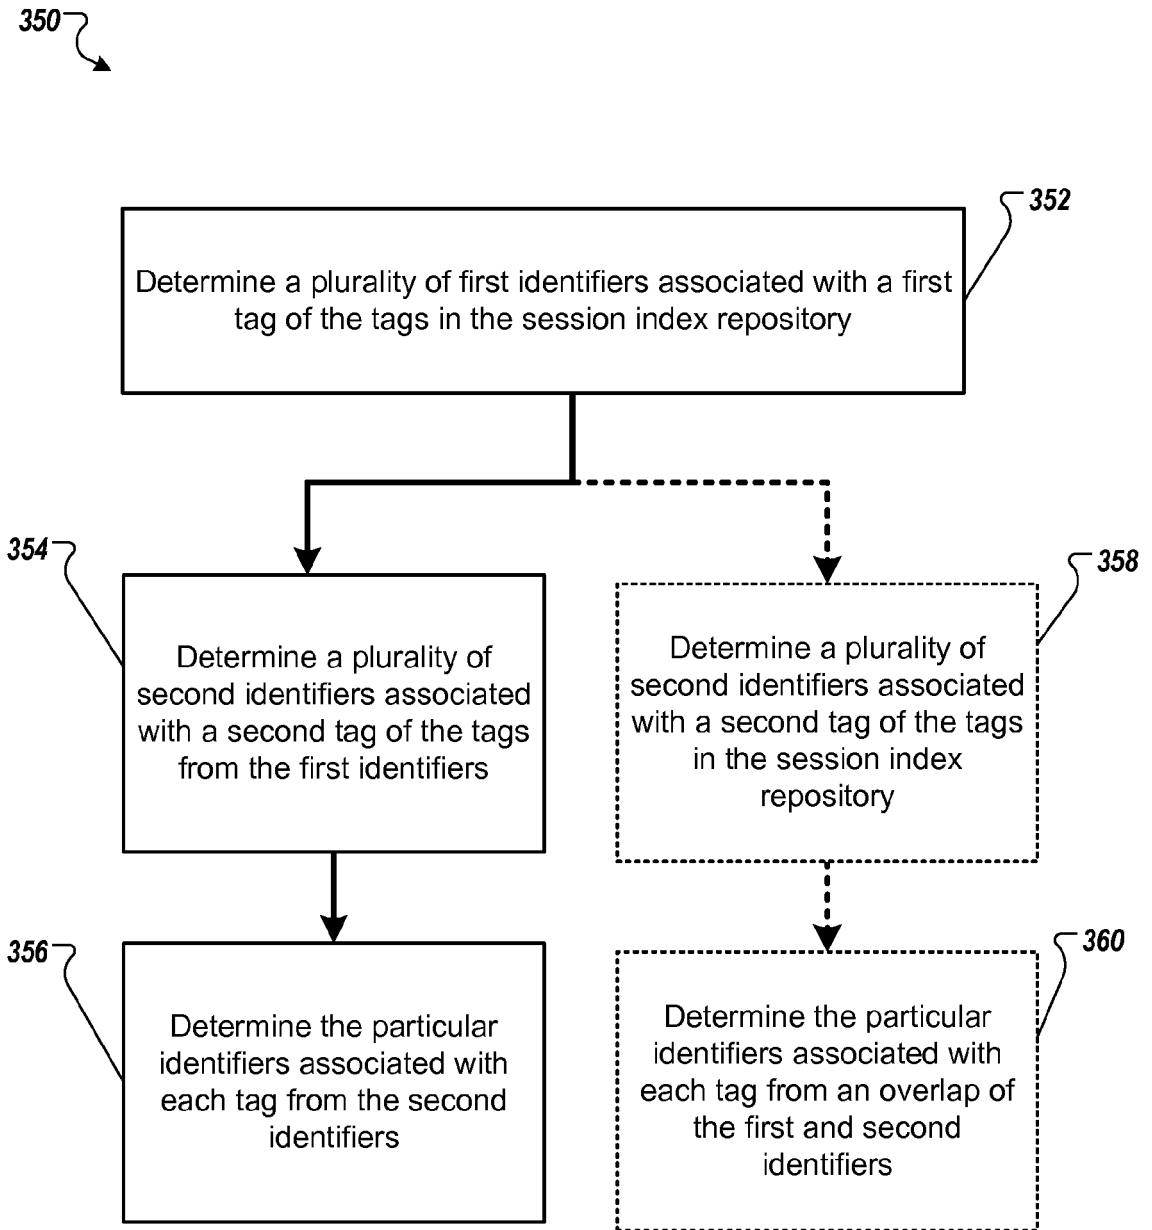 350
352
Determine a plurality of first identifiers associated with a first
tag of the tags in the session index repository
354
Determine a plurality of
second identifiers associated
with a second tag of the tags
from the first identifiers
358
Determine a plurality of
second identifiers associated
with a second tag of the tags
in the session index
repository
356
Determine the particular
identifiers associated with
each tag from the second
identifiers
360
Determine the particular
identifiers associated with
each tag from an overlap of
the first and second
identifiers